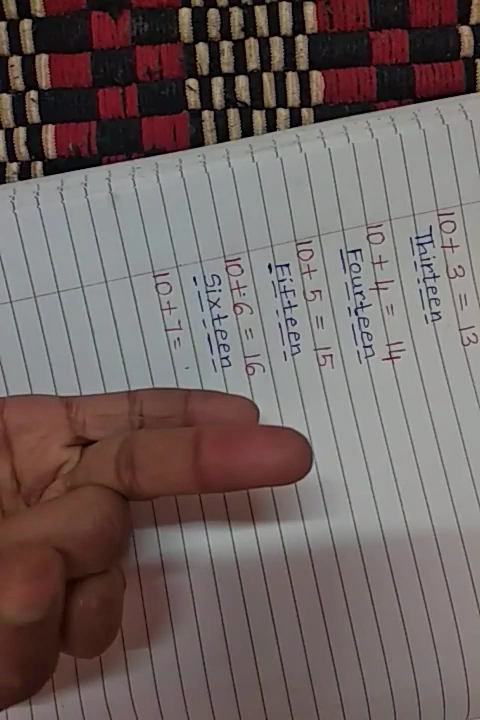 10 + 3 = 13
Thirteen
10 + 4 = 14
Fourteen
10 + 5 = 15
Fifteen
10 + 6 = 16
Sixteen
10 + 7 =